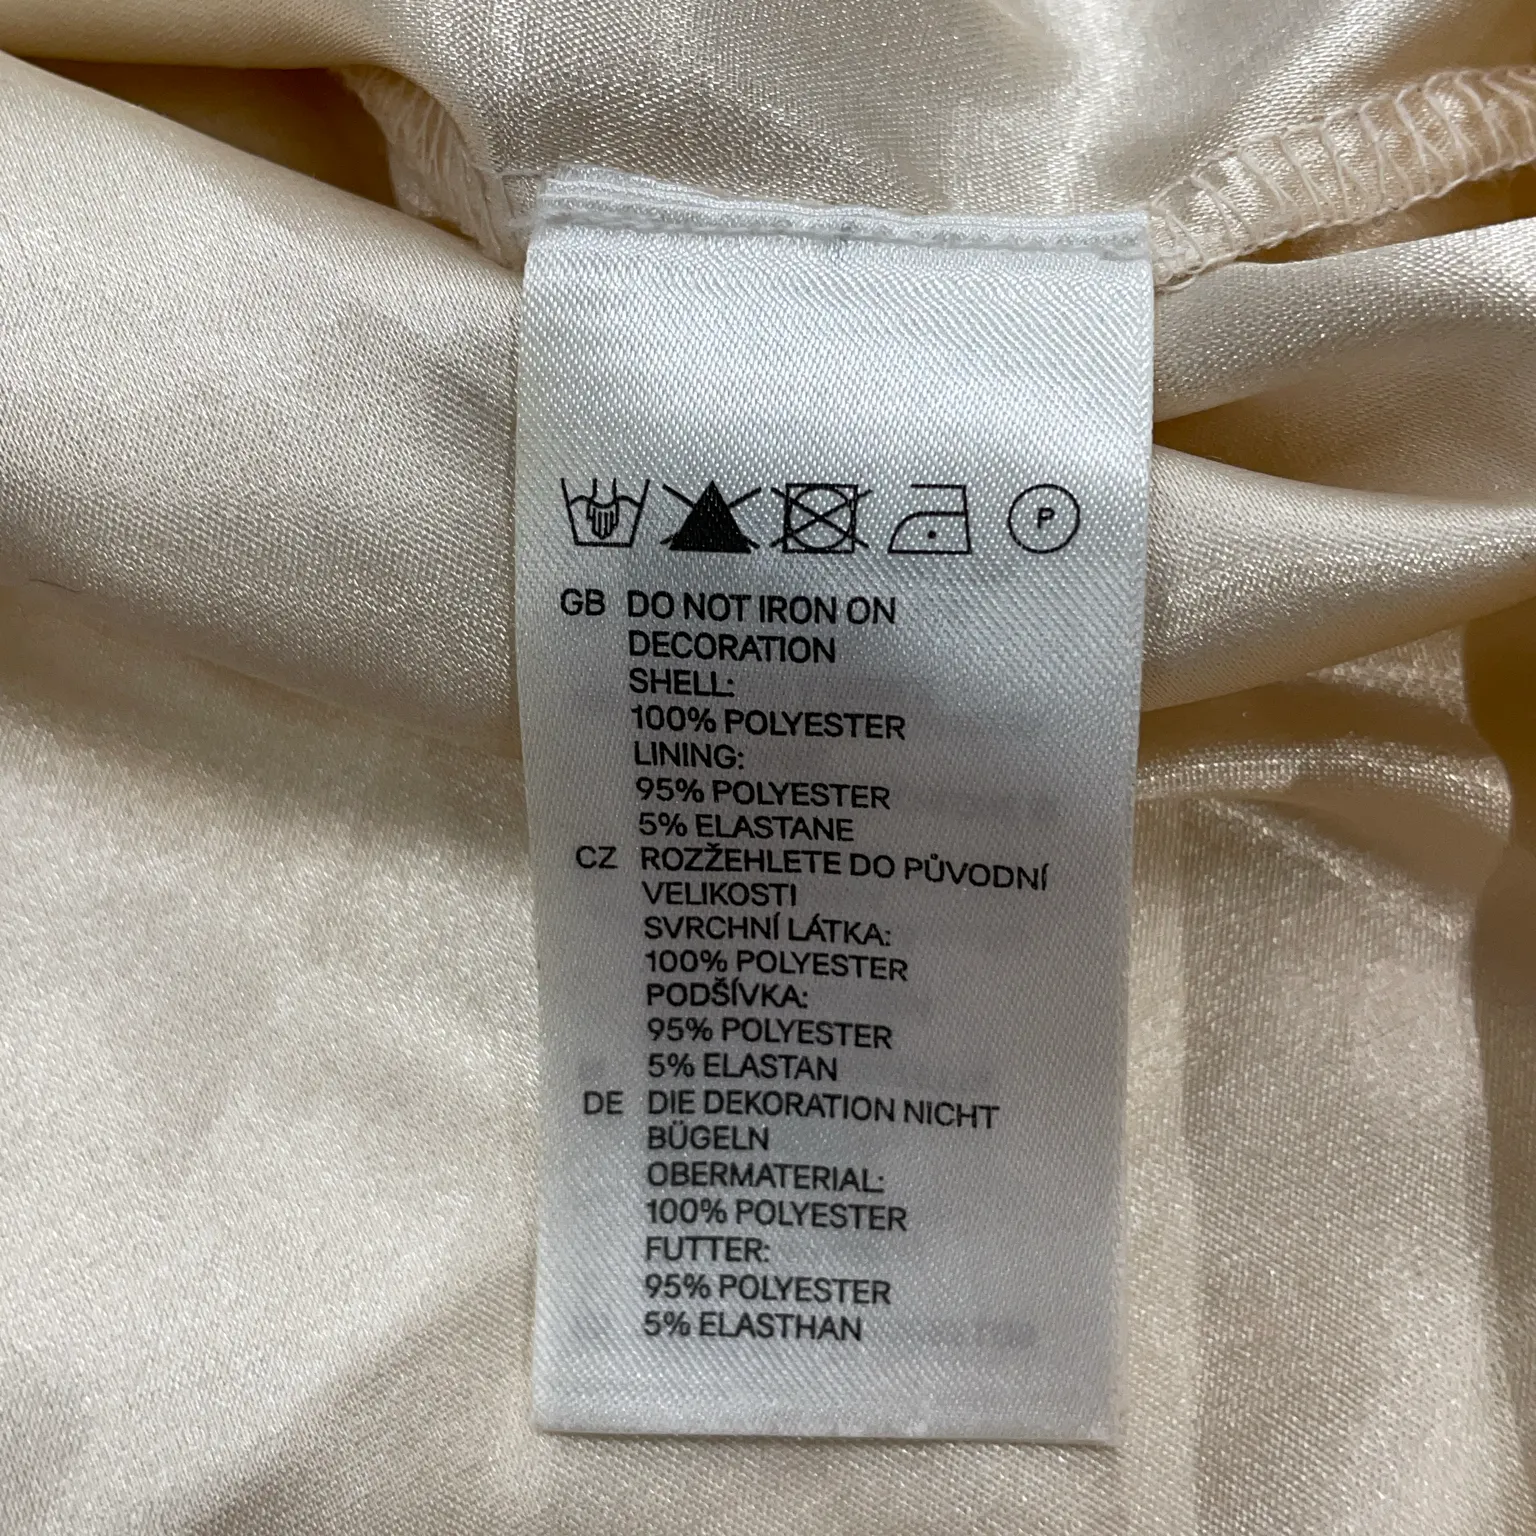 P
GB DO NOT IRON ON
DECORATION
SHELL:
100% POLYESTER
LINING:
95% POLYESTER
5% ELASTANE
CZ ROZŽEHLETE DO PŮVODNÍ
VELIKOSTI
SVRCHNÍ LÁTKA:
100% POLYESTER
PODŠÍVKA:
95% POLYESTER
5% ELASTAN
DE DIE DEKORATION NICHT
BÜGELN
OBERMATERIAL:
100% POLYESTER
FUTTER:
95% POLYESTER
5% ELASTHAN